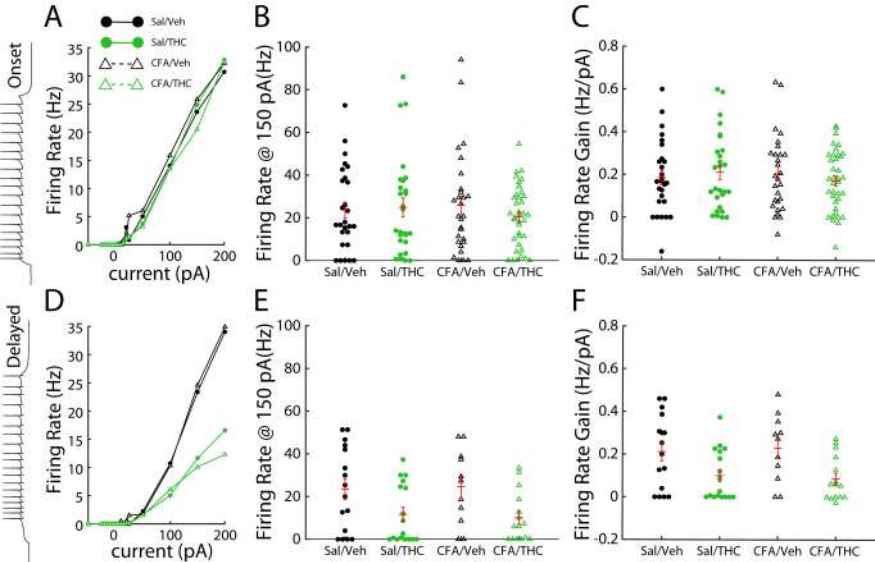 A
Sal/Veh
Sal/THC
CFA/Veh
CFA/THC
Onset
Firing Rate (Hz)
35
30
25
20
15
10
5
0
0 100 200
current (pA)
B
Firing Rate @ 150 pA(Hz)
100
80
60
40
20
0
Sal/Veh Sal/THC CFA/Veh CFA/THC
C
Firing Rate Gain (Hz/pA)
0.8
0.6
0.4
0.2
0
-0.2
Sal/Veh Sal/THC CFA/Veh CFA/THC
D
Delayed
Firing Rate (Hz)
35
30
25
20
15
10
5
0
0 100 200
current (pA)
E
Firing Rate @ 150 pA(Hz)
100
80
60
40
20
0
Sal/Veh Sal/THC CFA/Veh CFA/THC
F
Firing Rate Gain (Hz/pA)
0.8
0.6
0.4
0.2
0
-0.2
Sal/Veh Sal/THC CFA/Veh CFA/THC